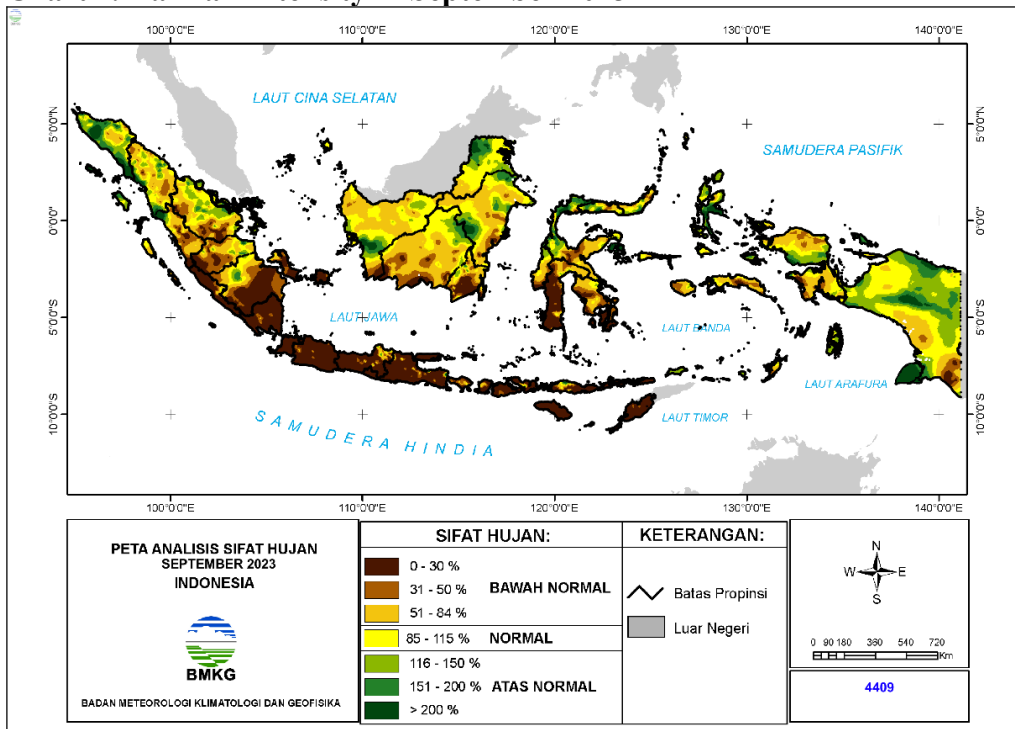 100°0'0"E 110°0'0"E 120°0'0"E 130°0'0"E 140°0'0"E
LAUT CINA SELATAN
SAMUDERA PASIFIK
5°0'0"N 5°0'0"N
0°0'0" 0°0'0"
LAUT JAWA
LAUT BANDA
5°0'0"S 5°0'0"S
LAUT ARAFURA
LAUT TIMOR
10°0'0"S 10°0'0"S
SAMUDERA HINDIA
100°0'0"E 110°0'0"E 120°0'0"E 130°0'0"E 140°0'0"E
PETA ANALISIS SIFAT HUJAN
SEPTEMBER 2023
INDONESIA
BMKG
BADAN METEOROLOGI KLIMATOLOGI DAN GEOFISIKA
SIFAT HUJAN:
0 - 30 %
31 - 50 % BAWAH NORMAL
51 - 84 %
85 - 115 % NORMAL
116 - 150 %
151 - 200 % ATAS NORMAL
> 200 %
KETERANGAN:
Batas Propinsi
Luar Negeri
N
W E
S
0 90 180 360 540 720
Km
4409